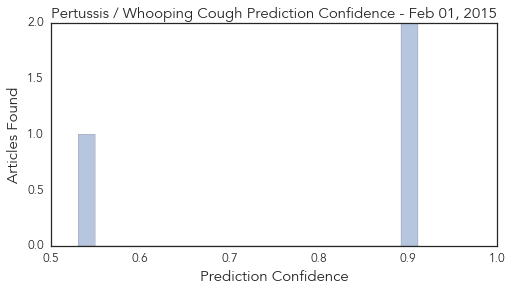 Pertussis / Whooping Cough Prediction Confidence - Feb 01, 2015
2.0
1.5
1.0
0.5
0.0
Articles Found
0.5 0.6 0.7 0.8 0.9 1.0
Prediction Confidence